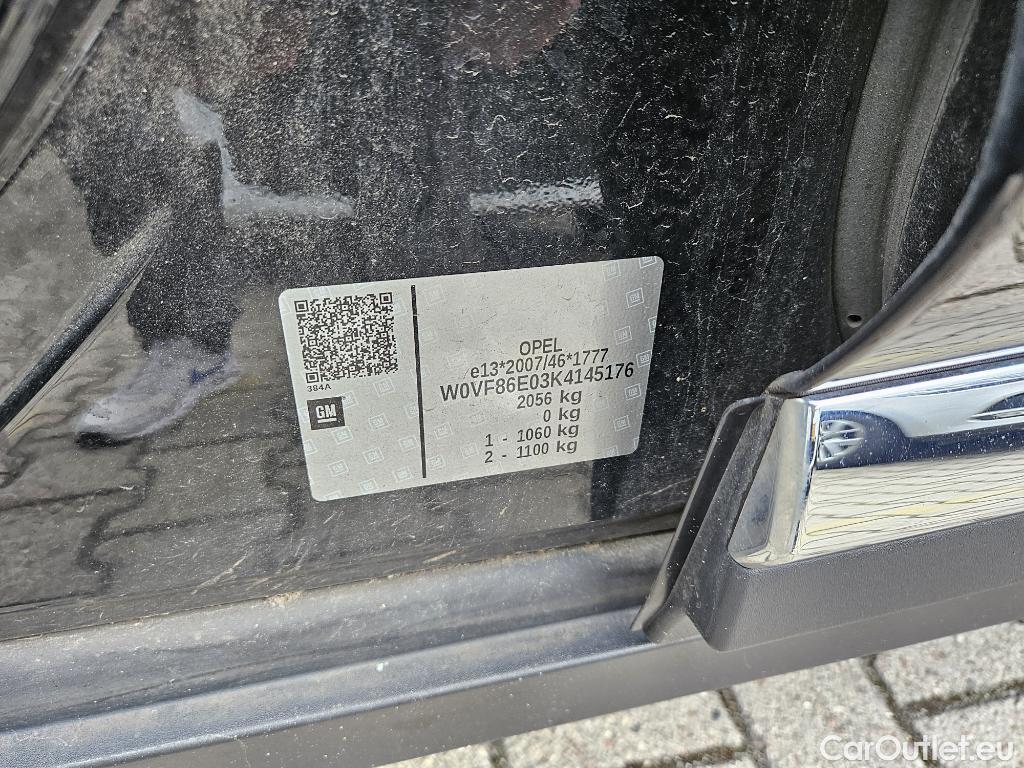 OPEL
e13*2007/46*1777
W0VF86E03K4145176
2056 kg
0 kg
1 - 1060 kg
2 - 1100 kg
384A
GM
CarOutlet.eu